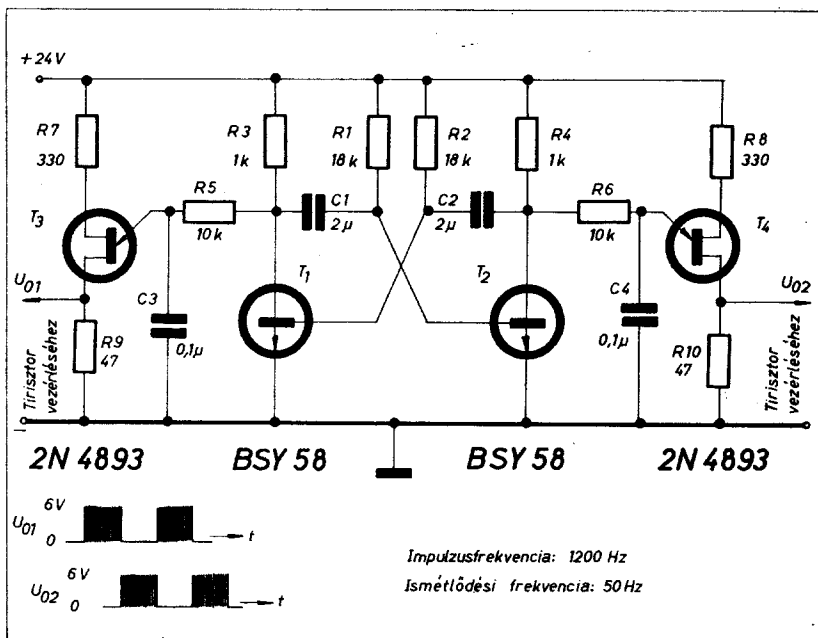 +24V
R7
330
R3
1k
R1
18k
R2
18k
R4
1k
R8
330
T3
R5
10k
C1
2µ
C2
2µ
R6
10k
T4
U01
C3
0,1µ
T1
T2
C4
0,1µ
U02
R9
47
R10
47
Tirisztor
vezérléséhez
Tirisztor
vezérléséhez
2N 4893
BSY 58
BSY 58
2N 4893
U01
6V
0
t
U02
6V
0
t
Impulzusfrekvencia: 1200 Hz
Ismétlődési frekvencia: 50Hz